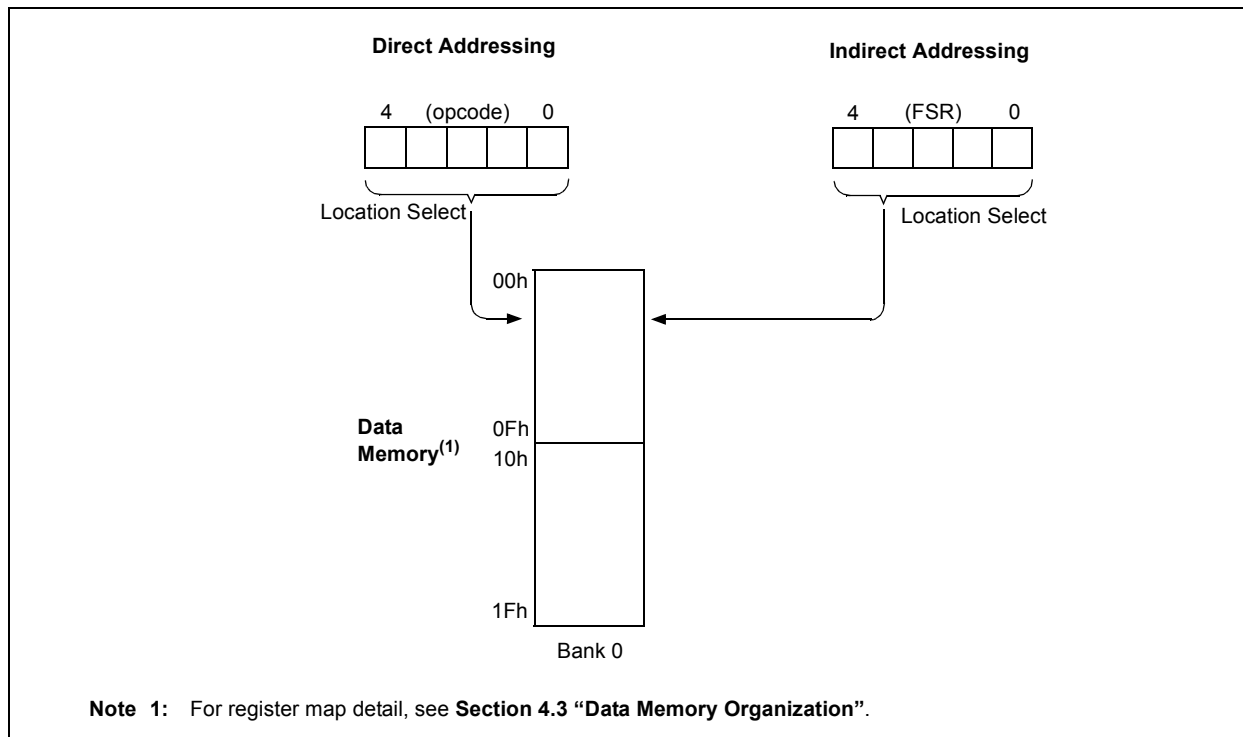 Direct Addressing
Indirect Addressing
4 (opcode) 0
4 (FSR) 0
Location Select
Location Select
00h
Data
Memory(1)
0Fh
10h
1Fh
Bank 0
Note 1: For register map detail, see Section 4.3 “Data Memory Organization”.